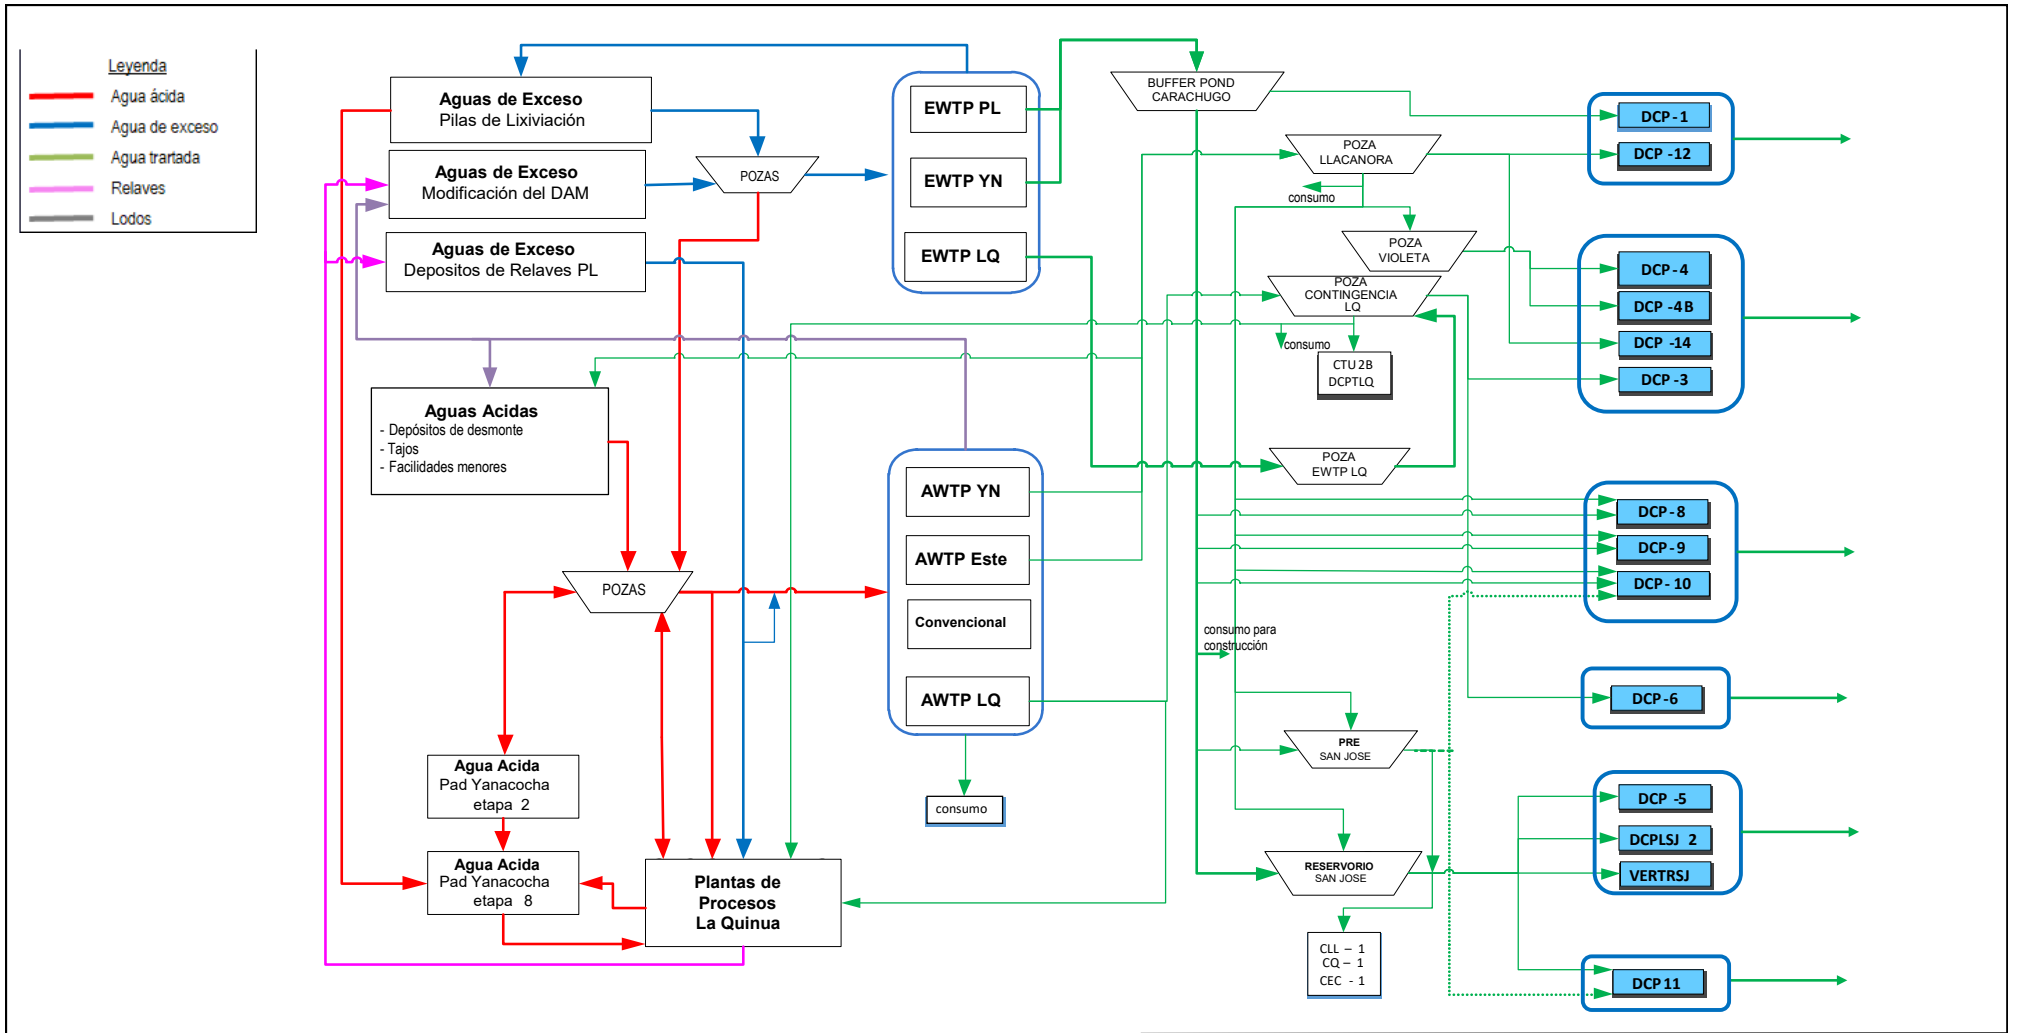 Leyenda
Agua ácida
Agua de exceso
Agua trartada
Relaves
Lodos
Aguas de Exceso
Pilas de Lixiviación
Aguas de Exceso
Modificación del DAM
Aguas de Exceso
Depositos de Relaves PL
POZAS
EWTP PL
EWTP YN
EWTP LQ
BUFFER POND
CARACHUGO
POZA
LLACANORA
consumo
POZA
VIOLETA
POZA
CONTINGENCIA
LQ
consumo
CTU 2B
DCPTLQ
POZA
EWTP LQ
DCP - 1
DCP - 12
DCP - 4
DCP - 4B
DCP - 14
DCP - 3
Aguas Acidas
- Depósitos de desmonte
- Tajos
- Facilidades menores
POZAS
AWTP YN
AWTP Este
Convencional
AWTP LQ
consumo
DCP - 8
DCP - 9
DCP - 10
consumo para
construcción
DCP - 6
PRE
SAN JOSE
Agua Acida
Pad Yanacocha
etapa 2
Agua Acida
Pad Yanacocha
etapa 8
Plantas de
Procesos
La Quinua
RESERVORIO
SAN JOSE
DCP - 5
DCPLSJ 2
VERTRSJ
CLL – 1
CQ – 1
CEC - 1
DCP 11